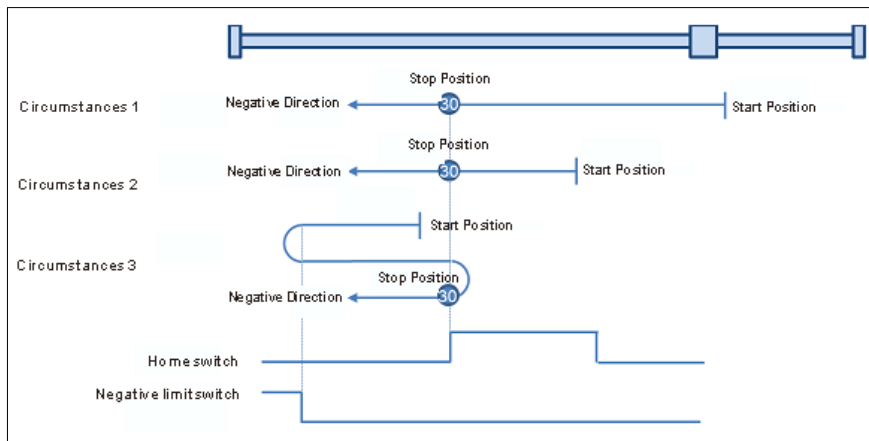 Stop Position
Circumstances 1
Negative Direction
30
Start Position
Stop Position
Circumstances 2
Negative Direction
30
Start Position
Start Position
Circumstances 3
Stop Position
Negative Direction
30
Home switch
Negative limit switch